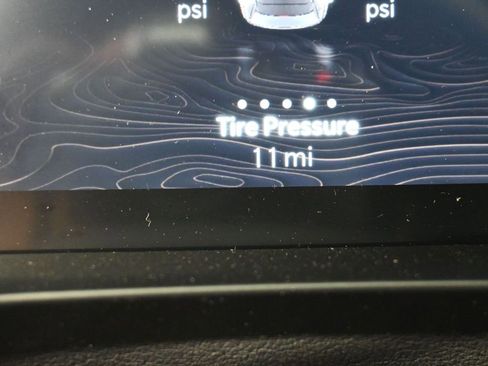 psi psi
Tire Pressure
11 mi